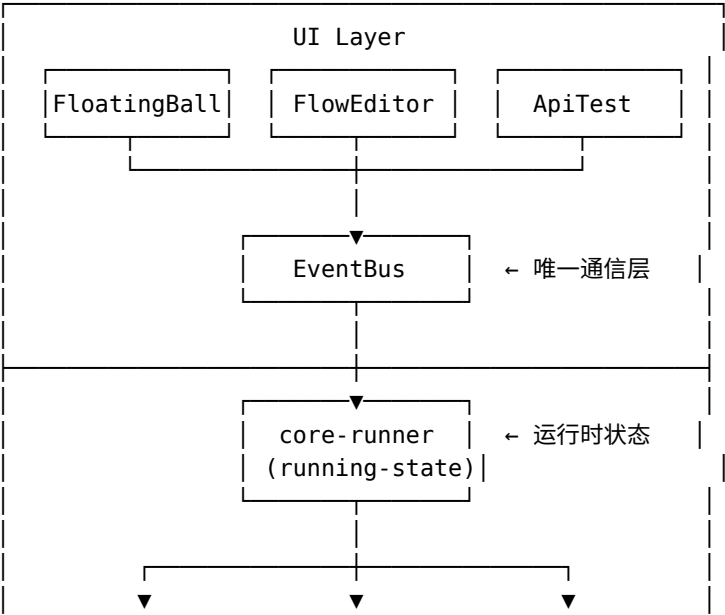 UI Layer
FloatingBall FlowEditor ApiTest
EventBus ← 唯一通信层
core-runner ← 运行时状态
(running-state)